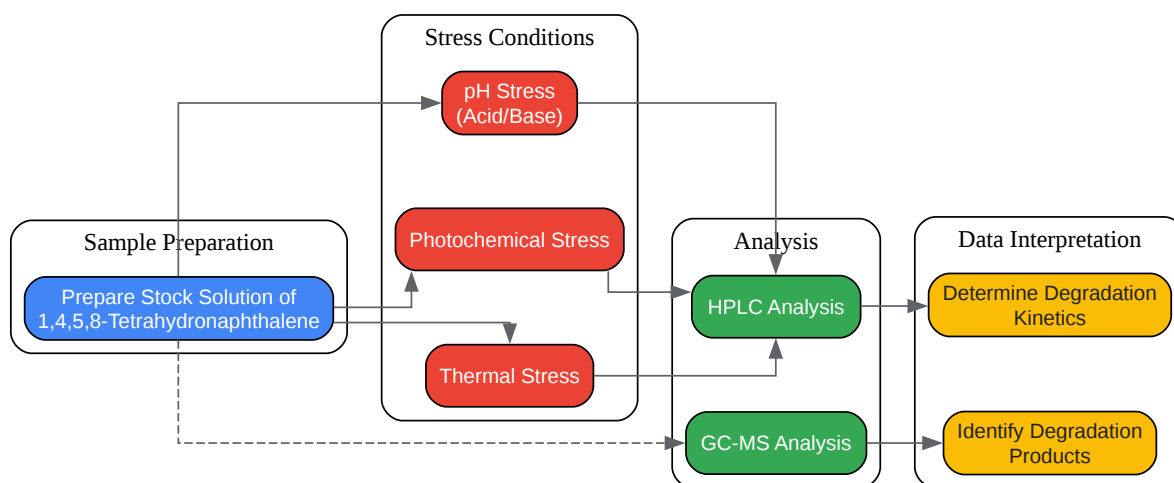 Stress Conditions
pH Stress
(Acid/Base)
Photochemical Stress
Thermal Stress
Sample Preparation
Prepare Stock Solution of
1,4,5,8-Tetrahydronaphthalene
Analysis
HPLC Analysis
GC-MS Analysis
Data Interpretation
Determine Degradation
Kinetics
Identify Degradation
Products